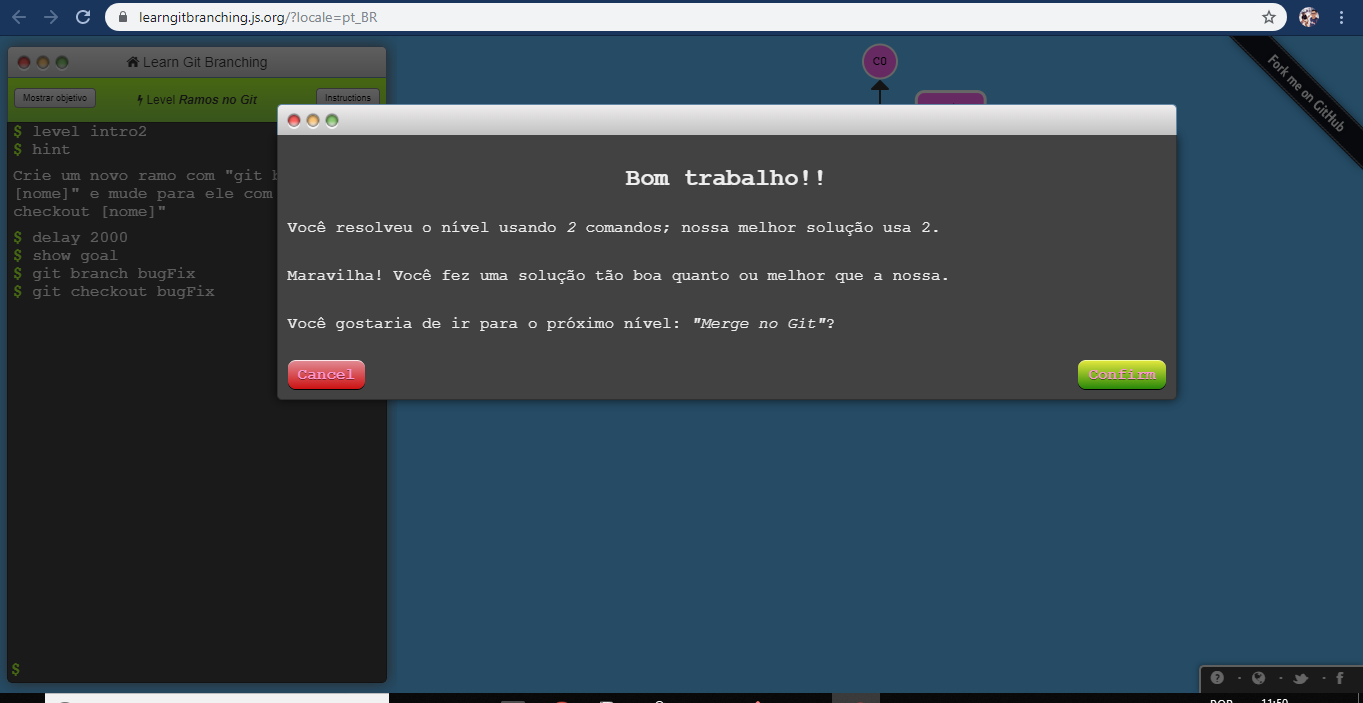 learngitbranching.js.org/?locale=pt_BR
Learn Git Branching
Mostrar objetivo
Level Ramos no Git
Instructions
$ level intro2
$ hint
Crie um novo ramo com "git
[nome]" e mude para ele com
checkout [nome]"
$ delay 2000
$ show goal
$ git branch bugFix
$ git checkout bugFix
$
C0
Fork me on GitHub
Bom trabalho!!
Você resolveu o nível usando 2 comandos; nossa melhor solução usa 2.
Maravilha! Você fez uma solução tão boa quanto ou melhor que a nossa.
Você gostaria de ir para o próximo nível: "Merge no Git"?
Cancel
Confirm